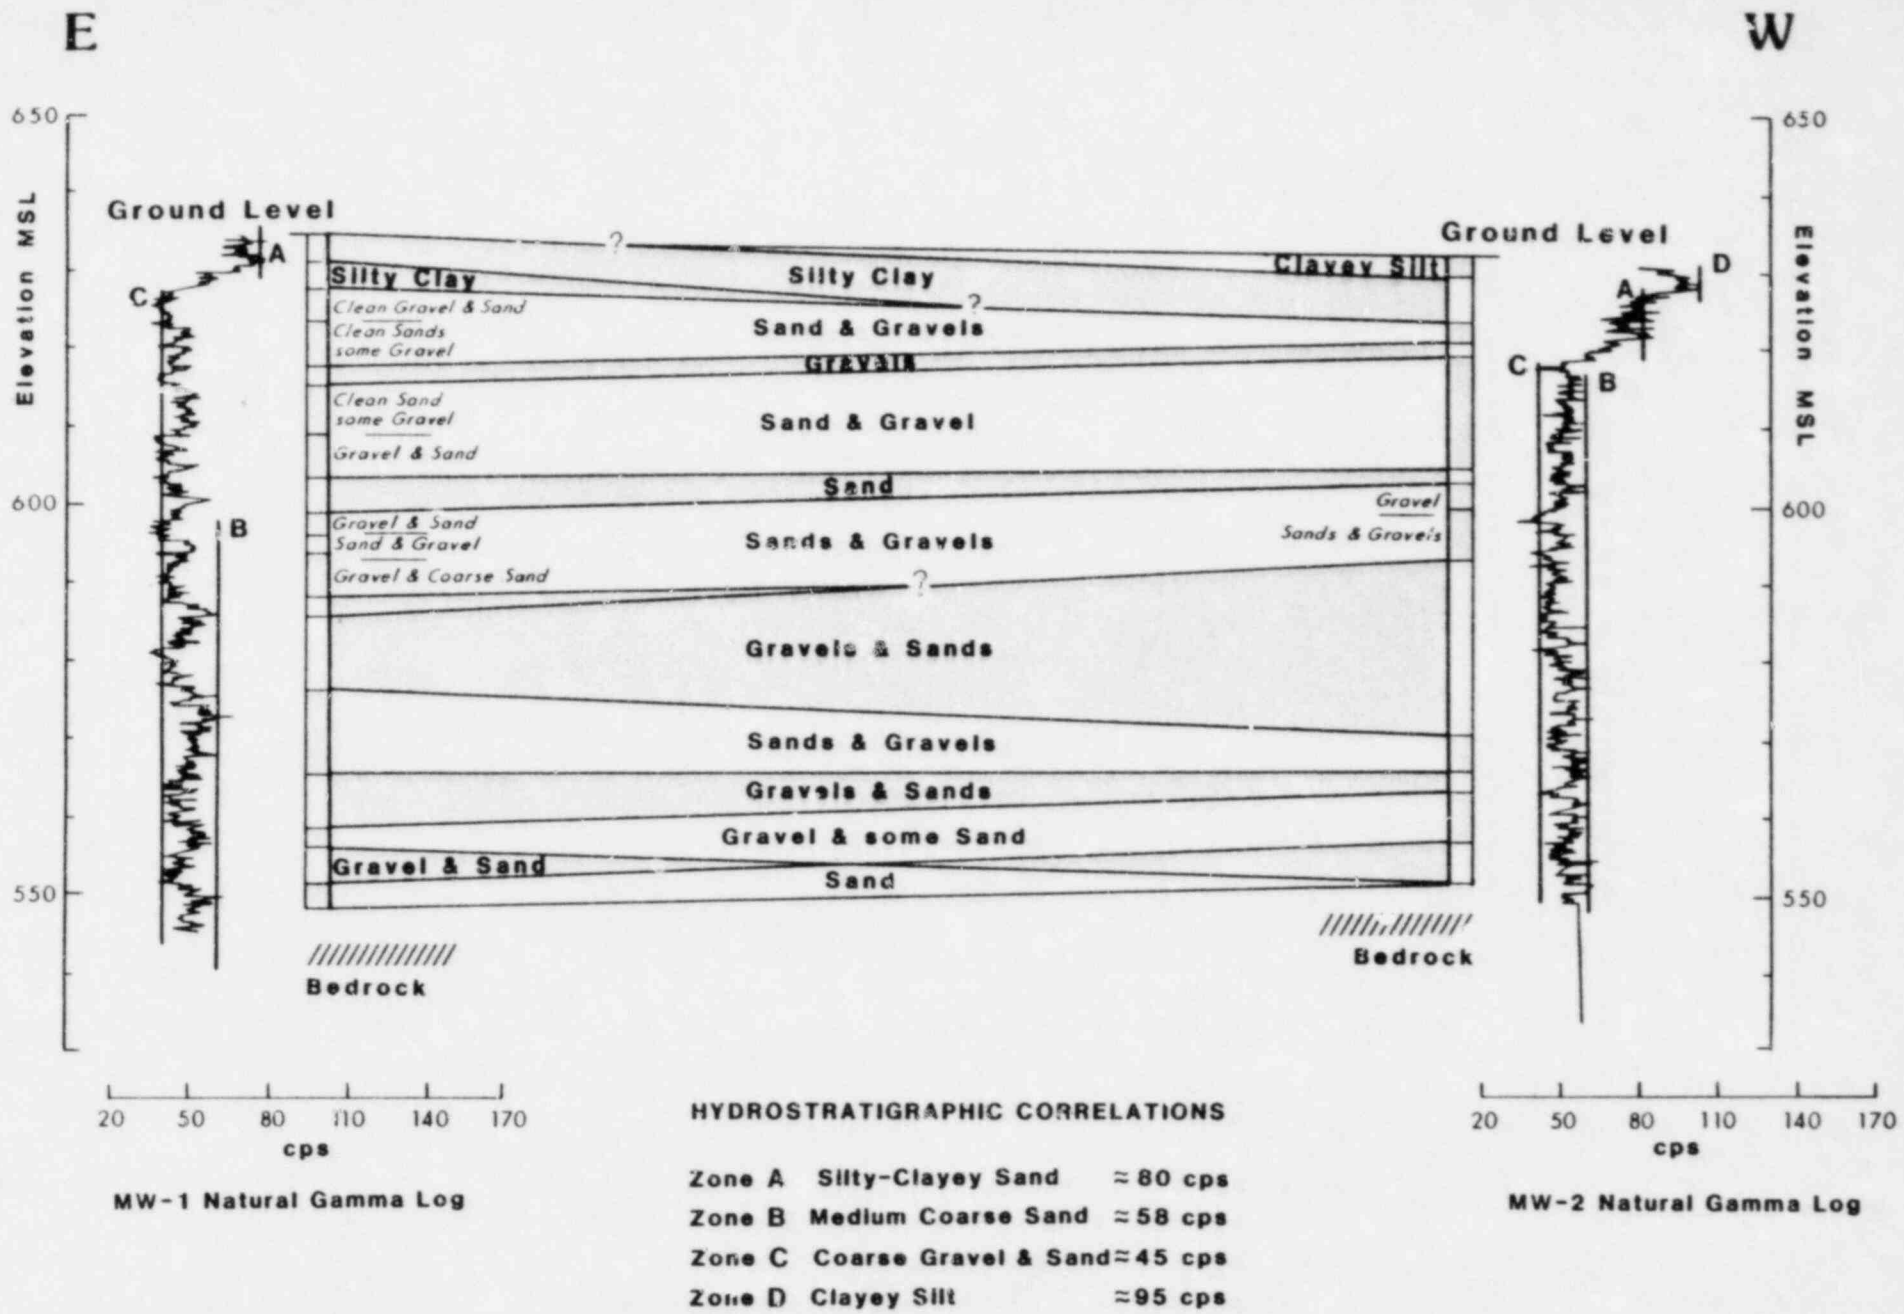 E
W
650
650
Elevation MSL
Elevation MSL
Ground Level
Ground Level
A
C
B
D
A
C
B
?
Silty Clay
Silty Clay
Clayey Silt
?
Clean Gravel & Sand
Clean Sands
some Gravel
Sand & Gravels
Gravels
Clean Sand
some Gravel
Gravel & Sand
Sand & Gravel
Sand
600
600
Gravel & Sand
Sand & Gravel
Gravel & Coarse Sand
Sands & Gravels
Gravel
Sands & Gravels
?
Gravels & Sands
Sands & Gravels
Gravels & Sands
Gravel & some Sand
Gravel & Sand
Sand
550
550
Bedrock
Bedrock
20 50 80 110 140 170
cps
MW-1 Natural Gamma Log
20 50 80 110 140 170
cps
MW-2 Natural Gamma Log
HYDROSTRATIGRAPHIC CORRELATIONS
Zone A Silty-Clayey Sand ≈ 80 cps
Zone B Medium Coarse Sand ≈ 58 cps
Zone C Coarse Gravel & Sand ≈ 45 cps
Zone D Clayey Silt ≈ 95 cps